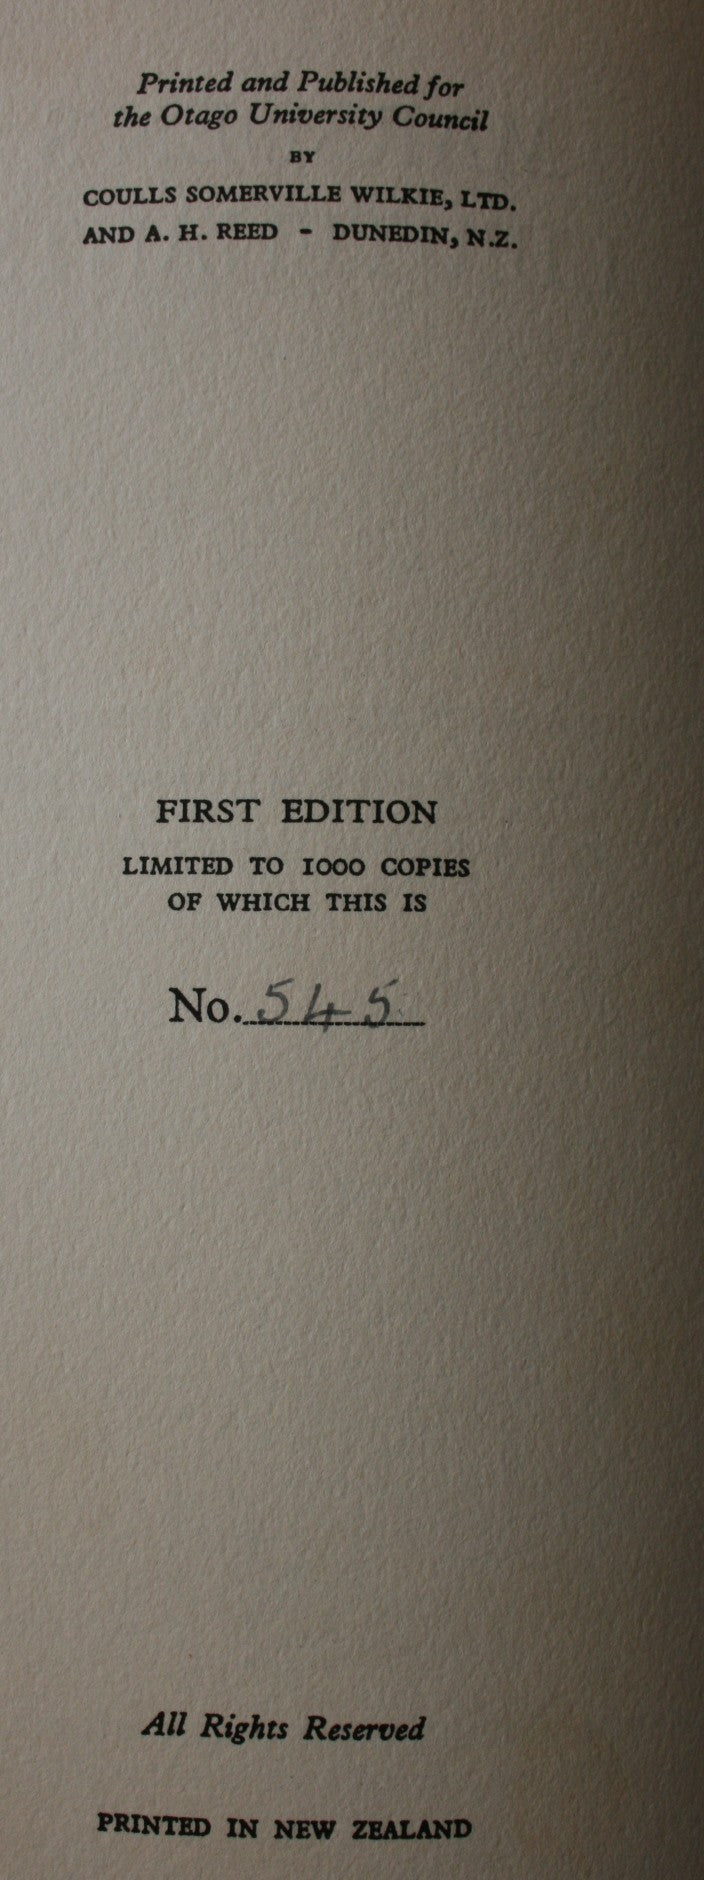 Printed and Published for
the Otago University Council
BY
COULLS SOMERVILLE WILKIE, LTD.
AND A. H. REED - DUNEDIN, N.Z.
FIRST EDITION
LIMITED TO 1000 COPIES
OF WHICH THIS IS
No. 545
All Rights Reserved
PRINTED IN NEW ZEALAND